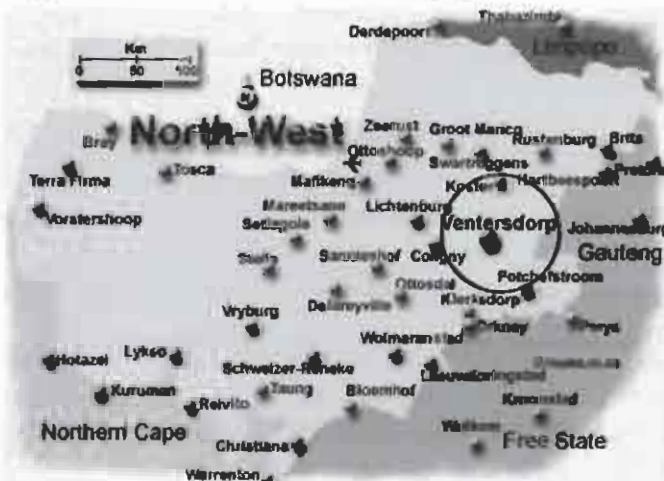 Derdepoort
Thabazimbi
Limpopo
Km
0 50 100
Botswana
N
North-West
Bray
Zeerust
Groot Marico
Rustenburg
Brits
Ottoshoop
Swartruggens
Pretoria
Terra Firma
Tosca
Mafikeng
Koster
Hartbeespoort
Vorstershoop
Mareetsane
Lichtenburg
Ventersdorp
Johannesburg
Setlagole
Gauteng
Stella
Sannieshof
Coligny
Potchefstroom
Ottosdal
Klerksdorp
Vryburg
Delareyville
Orkney
Parys
Hotazel
Lykso
Wolmaranstad
Schweizer-Reneke
Leeudoringstad
Kuruman
Reivilo
Taung
Bloemhof
Kroonstad
Northern Cape
Christiana
Welkom
Free State
Warrenton